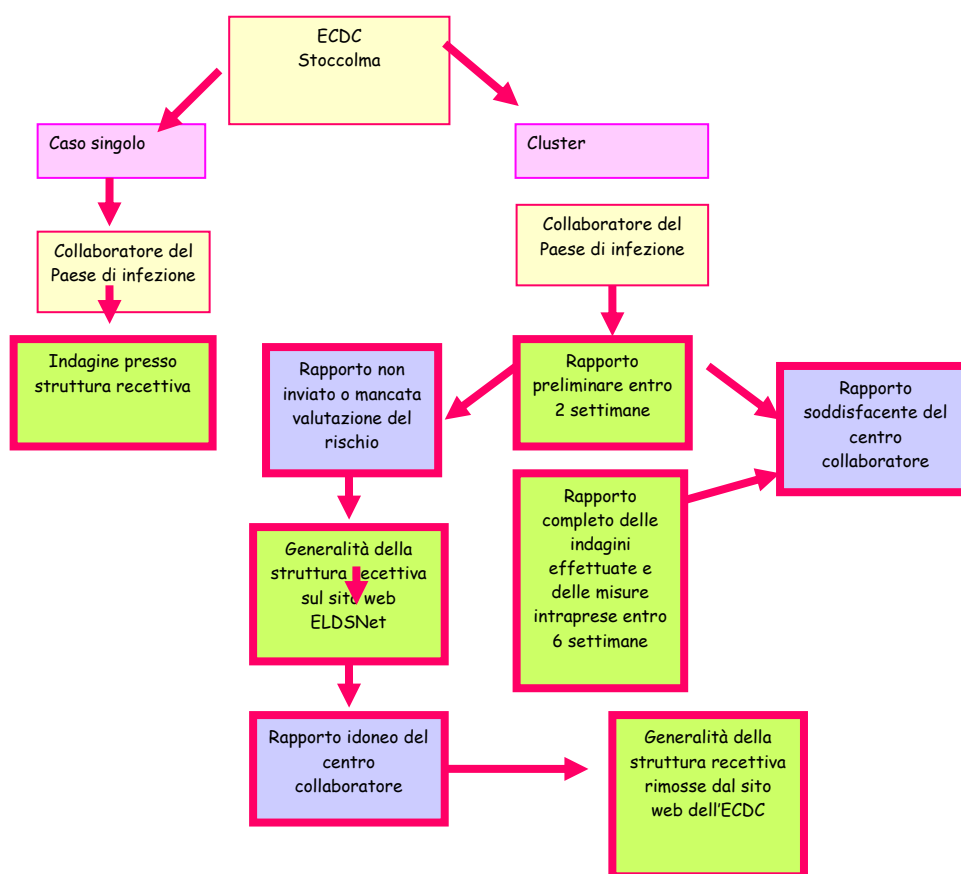 ECDC
Stoccolma
Caso singolo
Cluster
Collaboratore del
Paese di infezione
Collaboratore del
Paese di infezione
Indagine presso
struttura recettiva
Rapporto non
inviato o mancata
valutazione del
rischio
Rapporto
preliminare entro
2 settimane
Rapporto
soddisfacente del
centro
collaboratore
Rapporto
completo delle
indagini
effettuate e
delle misure
intraprese entro
6 settimane
Generalità della
struttura recettiva
sul sito web
ELDSNet
Rapporto idoneo del
centro
collaboratore
Generalità della
struttura recettiva
rimosse dal sito
web dell'ECDC